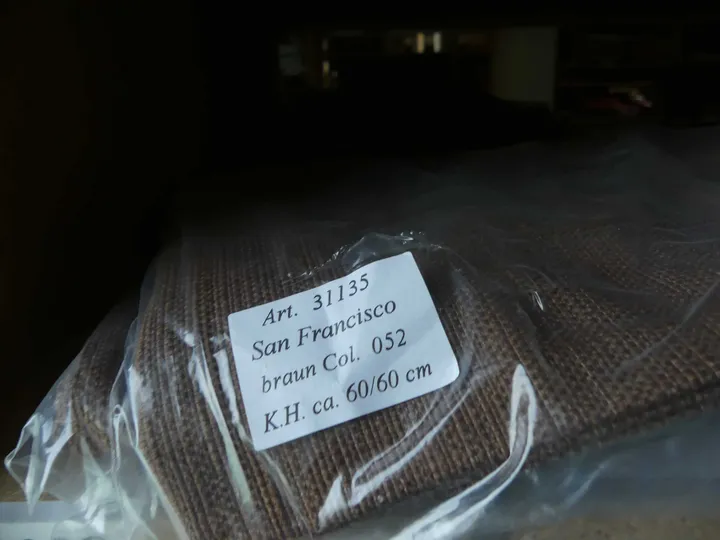 Art. 31135
San Francisco
braun Col. 052
K.H. ca. 60/60 cm